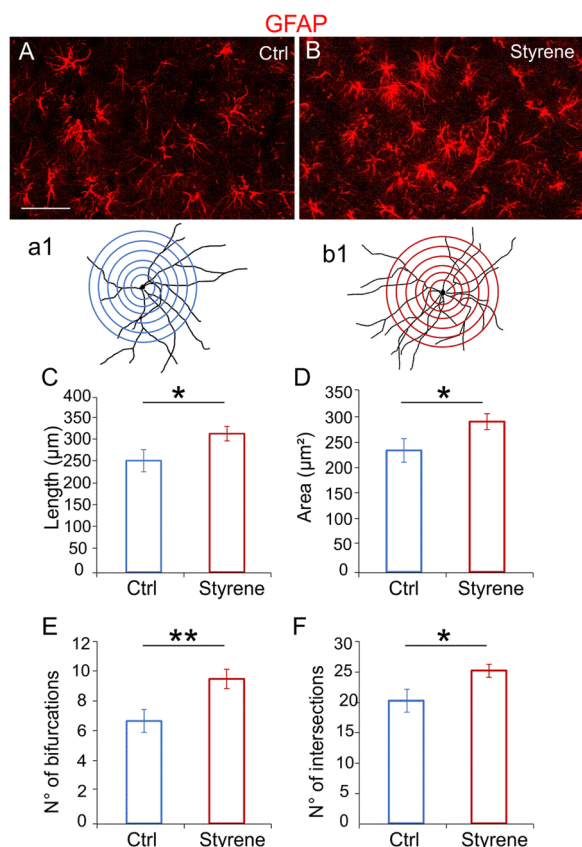 GFAP
A
Ctrl
B
Styrene
a1
b1
C
*
Length (μm)
400
350
300
250
200
150
100
50
0
Ctrl
Styrene
D
*
Area (μm²)
350
300
250
200
150
100
50
0
Ctrl
Styrene
E
**
N° of bifurcations
12
10
8
6
4
2
0
Ctrl
Styrene
F
*
N° of intersections
30
25
20
15
10
5
0
Ctrl
Styrene